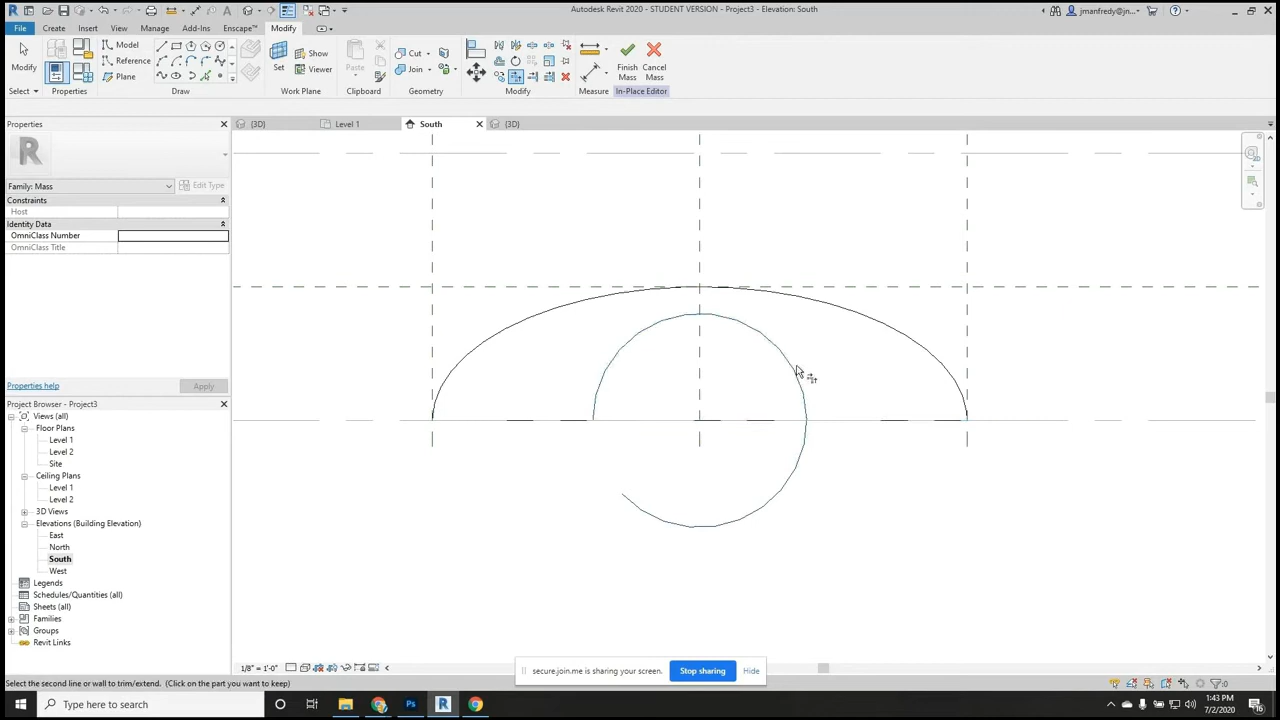 Autodesk Revit 2020 - STUDENT VERSION - Project3 - Elevation: South
jmanfredy@jn...
File Create Insert View Manage Add-Ins Enscape™ Modify
Modify
Select
Properties
Model
Reference
Plane
Draw
Set
Show
Viewer
Work Plane
Paste
Clipboard
Cut
Join
Geometry
Modify
Measure
Finish Mass
Cancel Mass
In-Place Editor
Properties
(3D)
Level 1
South
(3D)
Family: Mass
Edit Type
Constraints
Host
Identity Data
OmniClass Number
OmniClass Title
Properties help
Apply
Project Browser - Project3
Views (all)
Floor Plans
Level 1
Level 2
Site
Ceiling Plans
Level 1
Level 2
3D Views
Elevations (Building Elevation)
East
North
South
West
Legends
Schedules/Quantities (all)
Sheets (all)
Families
Groups
Revit Links
1/8" = 1'-0"
secure.join.me is sharing your screen.
Stop sharing
Hide
Select the second line or wall to trim/extend. (Click on the part you want to keep)
:0
Type here to search
1:43 PM
7/2/2020